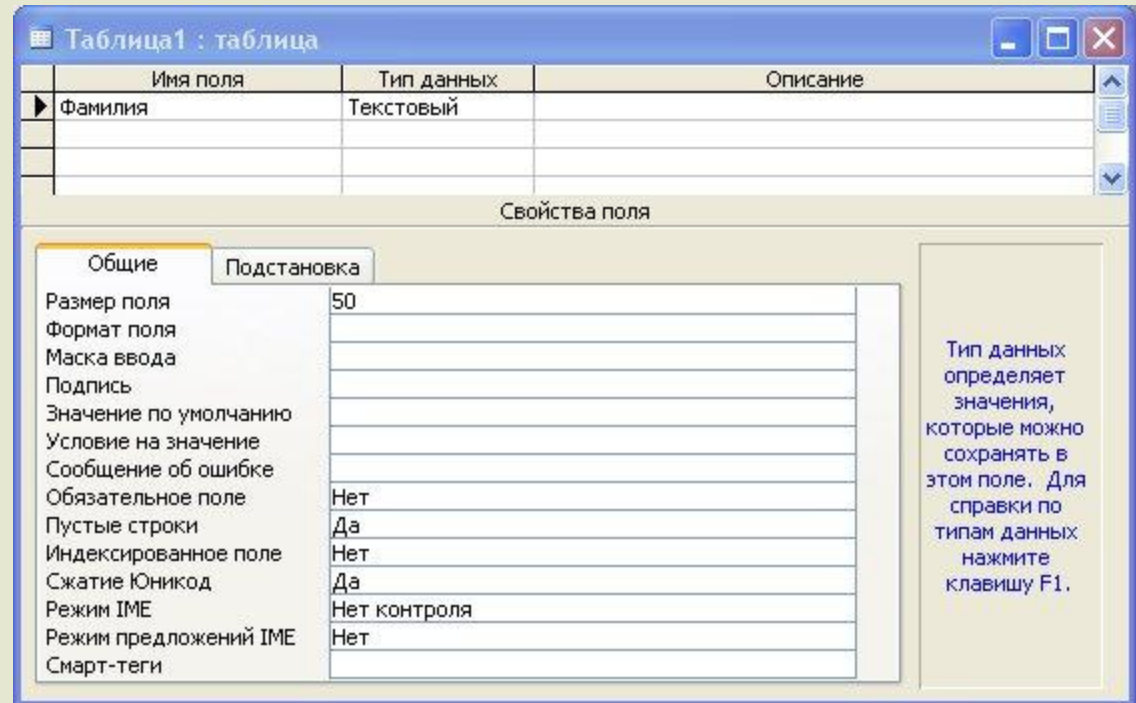 Таблица1 : таблица
Имя поля Тип данных Описание
Фамилия Текстовый
Свойства поля
Общие Подстановка
Размер поля 50
Формат поля
Маска ввода
Подпись
Значение по умолчанию
Условие на значение
Сообщение об ошибке
Обязательное поле Нет
Пустые строки Да
Индексированное поле Нет
Сжатие Юникод Да
Режим IME Нет контроля
Режим предложений IME Нет
Смарт-теги
Тип данных
определяет
значения,
которые можно
сохранять в
этом поле. Для
справки по
типам данных
нажмите
клавишу F1.